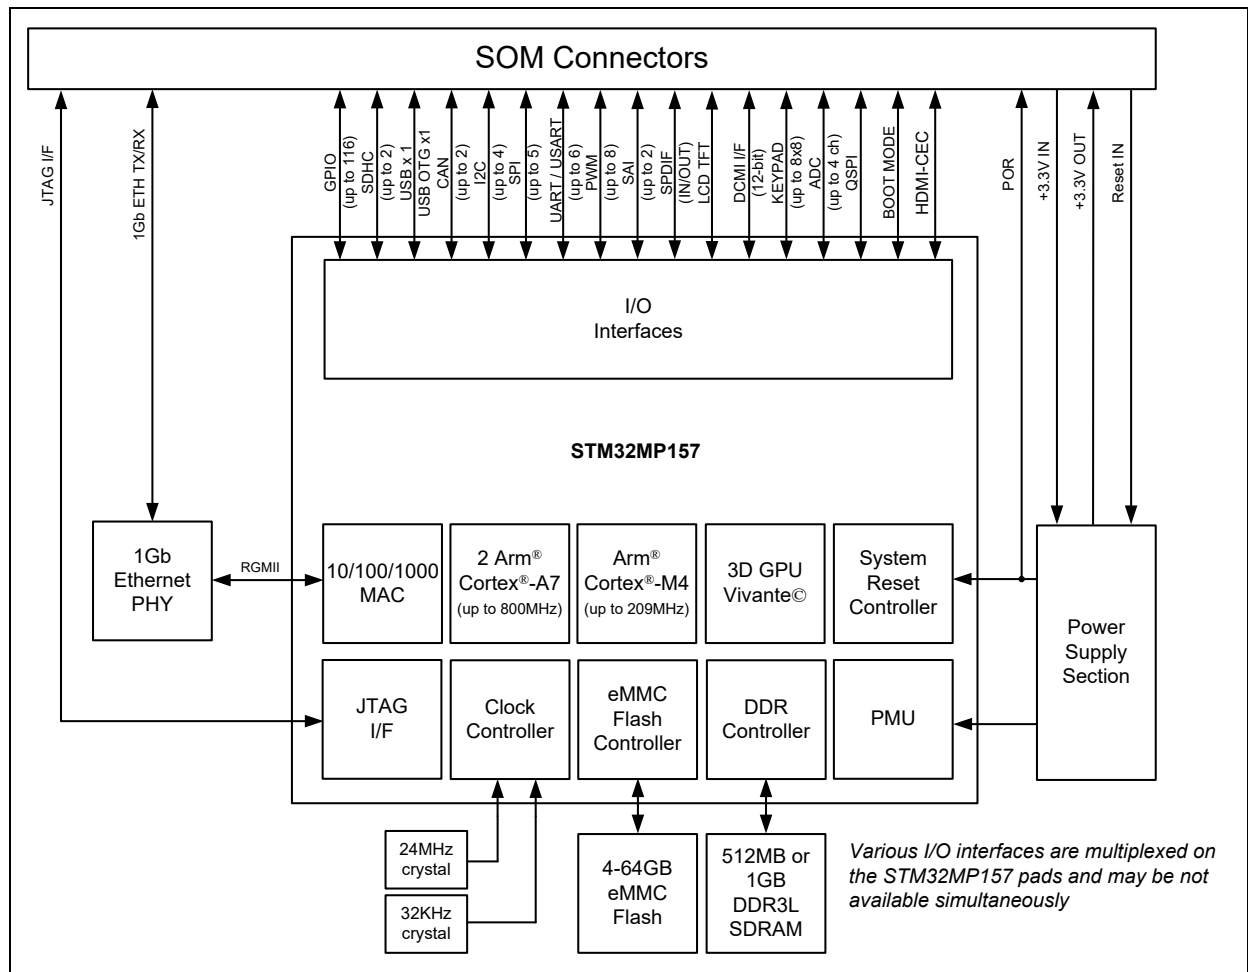 SOM Connectors
JTAG I/F
1Gb ETH TX/RX
GPIO
(up to 116)
SDHC
(up to 2)
USB x 1
USB OTG x1
CAN
(up to 2)
I2C
(up to 4)
SPI
(up to 5)
UART / USART
(up to 6)
PWM
(up to 8)
SAI
(up to 2)
SPDIF
(IN/OUT)
LCD TFT
DCMI I/F
(12-bit)
KEYPAD
(up to 8x8)
ADC
(up to 4 ch)
QSPI
BOOT MODE
HDMI-CEC
POR
+3.3V IN
+3.3V OUT
Reset IN
I/O
Interfaces
STM32MP157
1Gb
Ethernet
PHY
RGMII
10/100/1000
MAC
2 Arm®
Cortex®-A7
(up to 800MHz)
Arm®
Cortex®-M4
(up to 209MHz)
3D GPU
Vivante©
System
Reset
Controller
Power
Supply
Section
JTAG
I/F
Clock
Controller
eMMC
Flash
Controller
DDR
Controller
PMU
24MHz
crystal
32KHz
crystal
4-64GB
eMMC
Flash
512MB or
1GB
DDR3L
SDRAM
Various I/O interfaces are multiplexed on
the STM32MP157 pads and may be not
available simultaneously